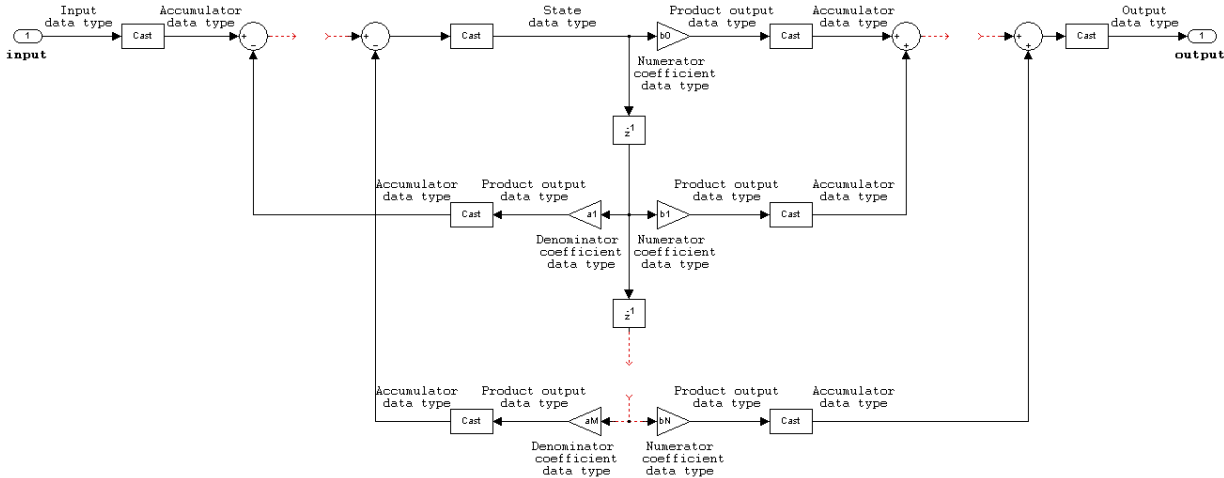 Input
data type
Accumulator
data type
State
data type
Product output
data type
Accumulator
data type
Output
data type
1
Cast
+
−
+
−
Cast
b0
Cast
+
+
+
+
Cast
1
input
output
Numerator
coefficient
data type
z-1
Accumulator
data type
Product output
data type
Product output
data type
Accumulator
data type
Cast
a1
b1
Cast
Denominator
coefficient
data type
Numerator
coefficient
data type
z-1
Accumulator
data type
Product output
data type
Product output
data type
Accumulator
data type
Cast
aM
bN
Cast
Denominator
coefficient
data type
Numerator
coefficient
data type